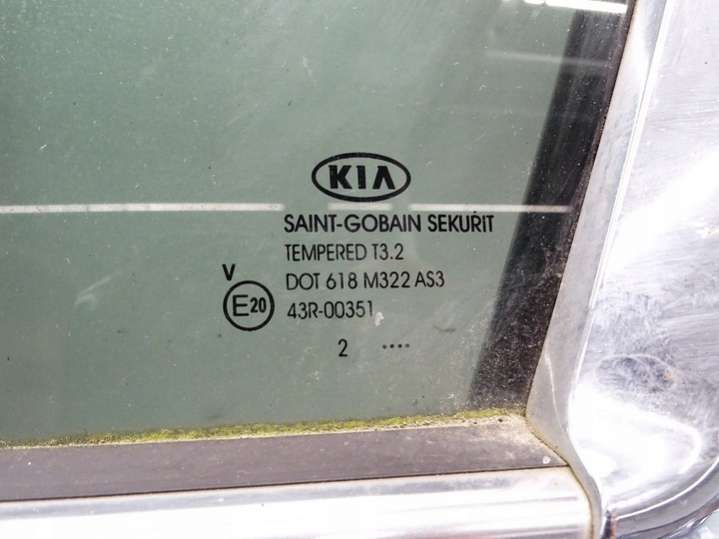 KIA
SAINT-GOBAIN SEKURIT
TEMPERED T3.2
V
DOT 618 M322 AS3
E20
43R-00351
2 ....